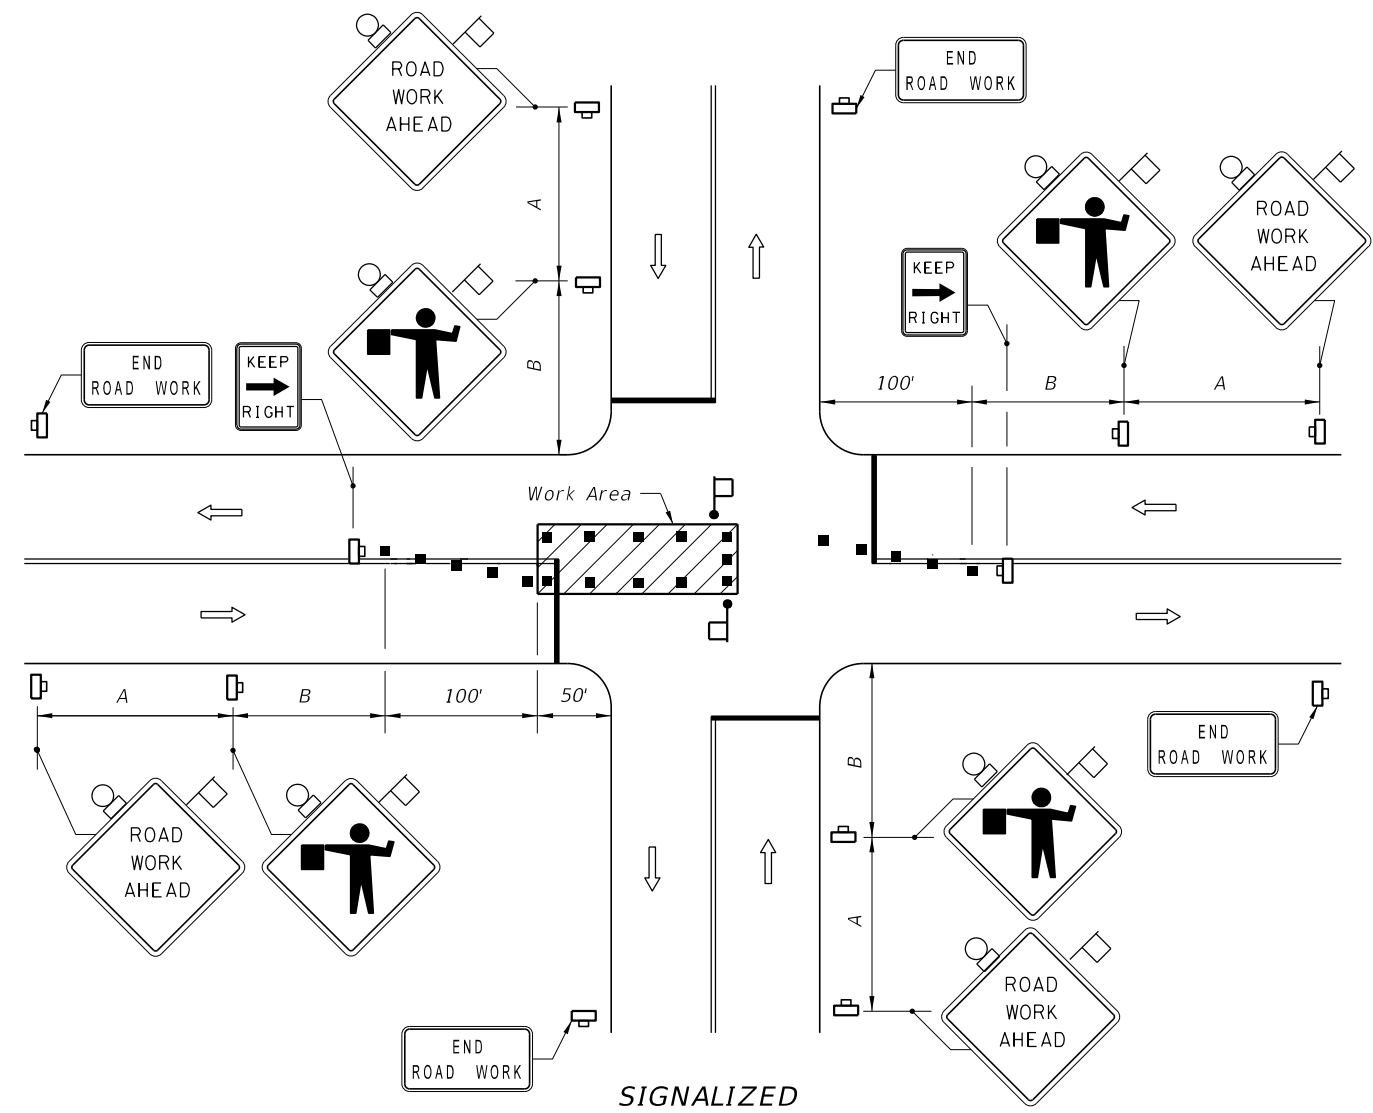 ROAD
WORK
AHEAD
END
ROAD WORK
A
KEEP
RIGHT
ROAD
WORK
AHEAD
END
ROAD WORK
KEEP
RIGHT
B
100'
B
A
Work Area
A
B
100'
50'
END
ROAD WORK
B
ROAD
WORK
AHEAD
A
ROAD
WORK
AHEAD
END
ROAD WORK
SIGNALIZED